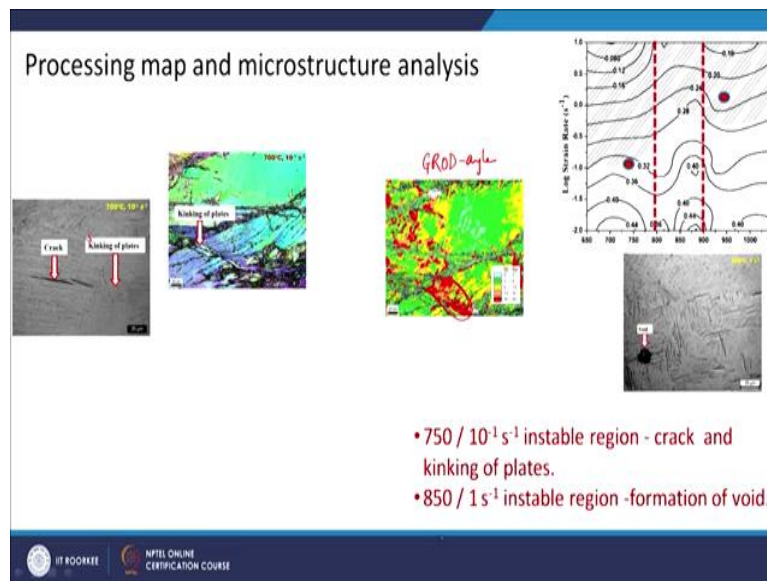 Processing map and microstructure analysis
Crack
Kinking of plates
700°C, 10⁻¹ s⁻¹
Kinking of plates
GROD-angle
Log Strain Rate (s⁻¹)
1.0
0.5
0.0
-0.5
-1.0
-1.5
-2.0
0.12
0.16
0.28
0.32
0.36
0.40
0.44
0.40
0.44
650 700 750 800 850 900 950 1000
Void
•750 / 10⁻¹ s⁻¹ instable region - crack and
kinking of plates.
•850 / 1 s⁻¹ instable region -formation of void.
IIT ROORKEE
NPTEL ONLINE
CERTIFICATION COURSE